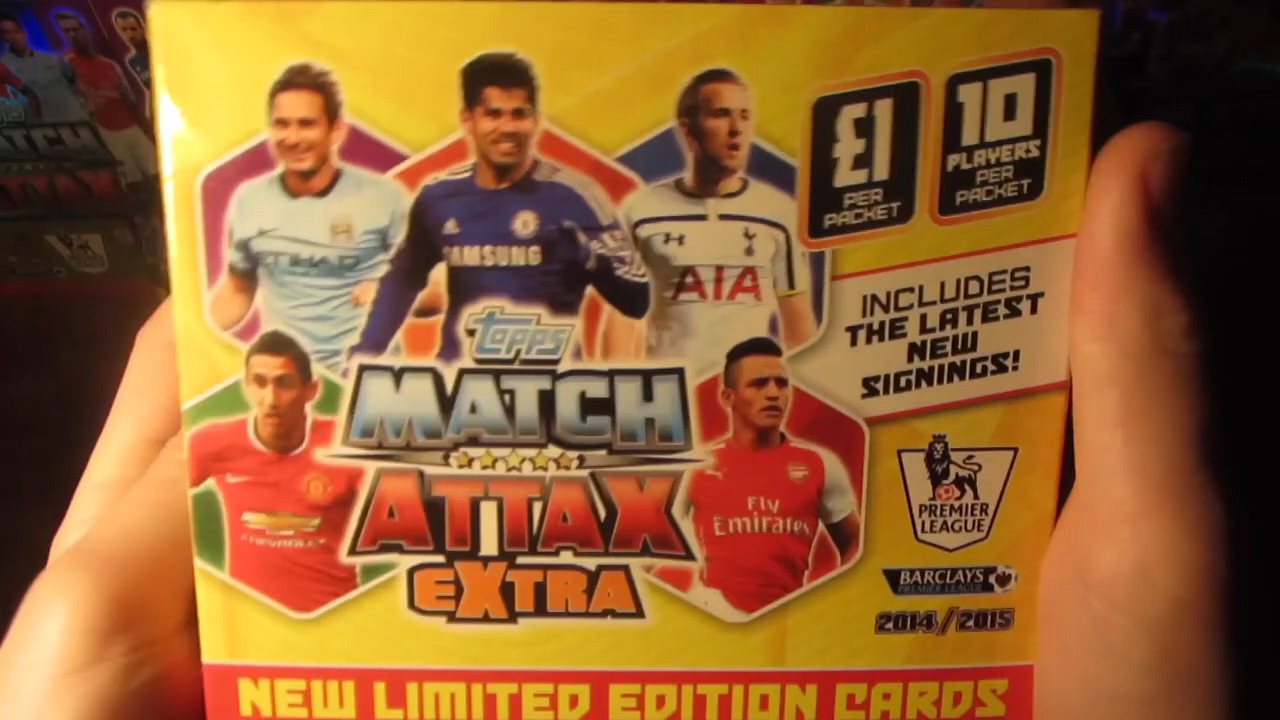 £1
PER
PACKET
10
PLAYERS
PER
PACKET
INCLUDES
THE LATEST
NEW
SIGNINGS!
ETIHAD
SAMSUNG
AIA
TOPPS
MATCH
ATTAX
EXTRA
CHEVROLET
Fly
Emirates
PREMIER
LEAGUE
BARCLAYS
PREMIER LEAGUE
2014/2015
NEW LIMITED EDITION CARDS